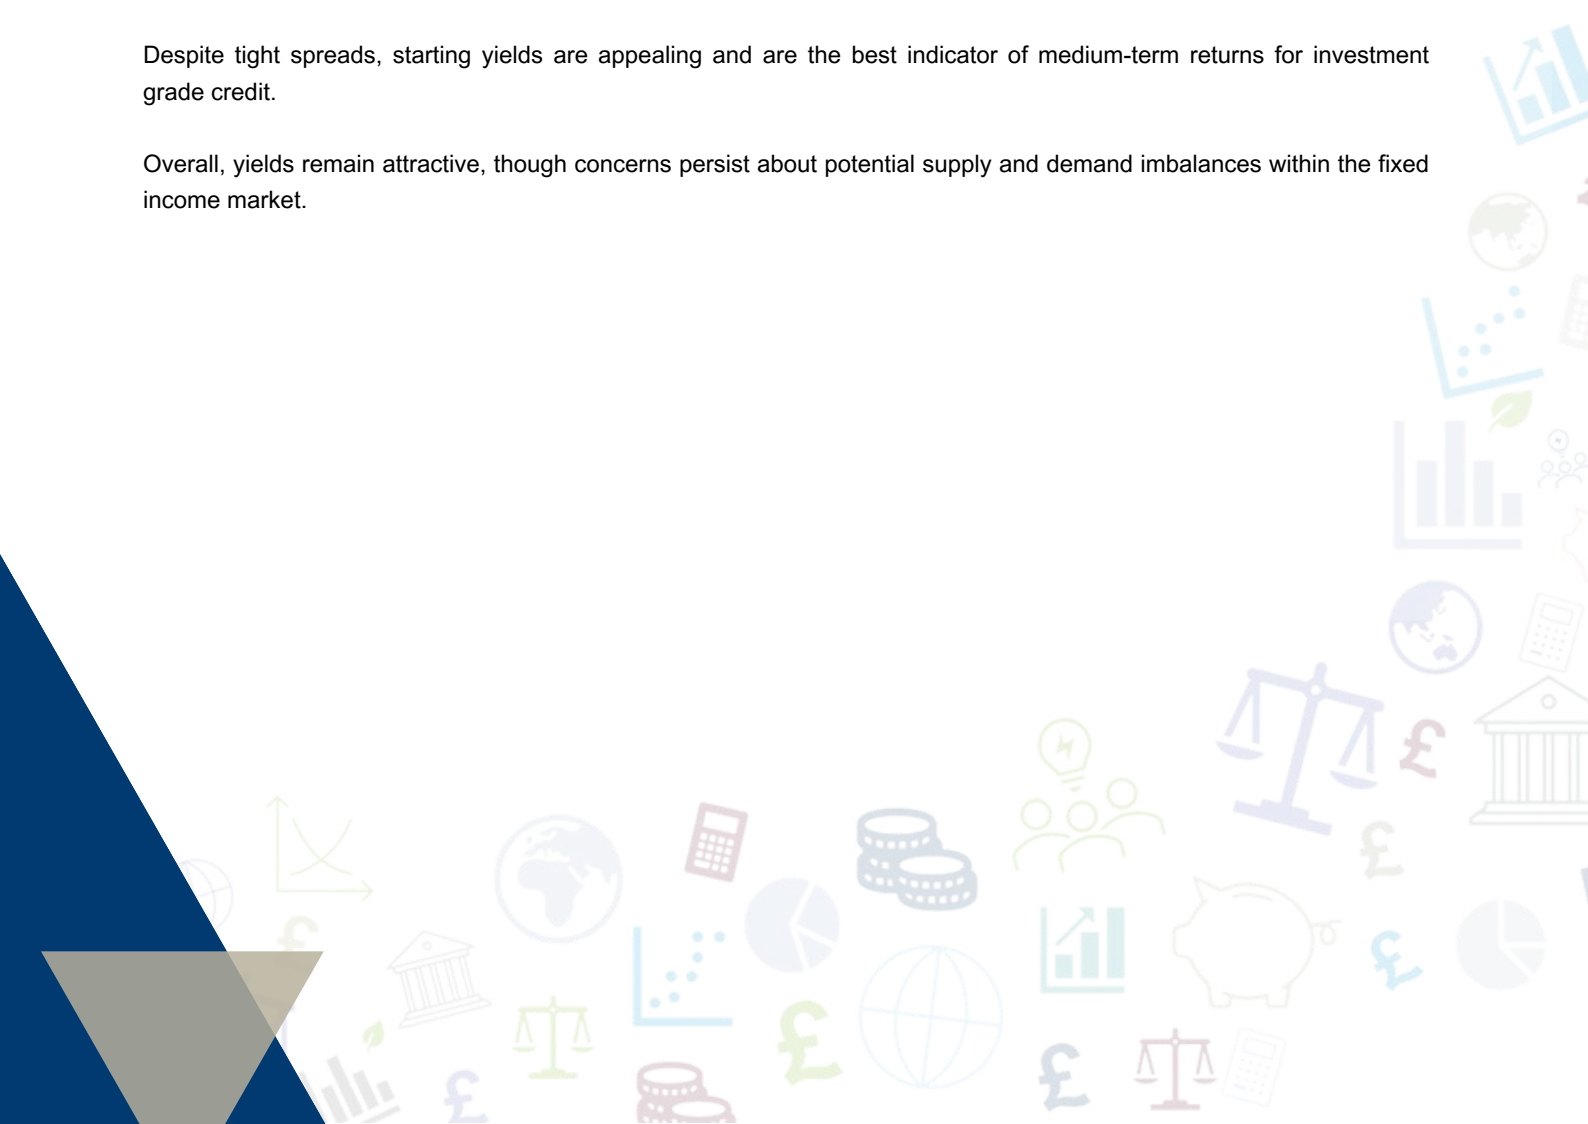 Despite tight spreads, starting yields are appealing and are the best indicator of medium-term returns for investment
grade credit.
Overall, yields remain attractive, though concerns persist about potential supply and demand imbalances within the fixed
income market.